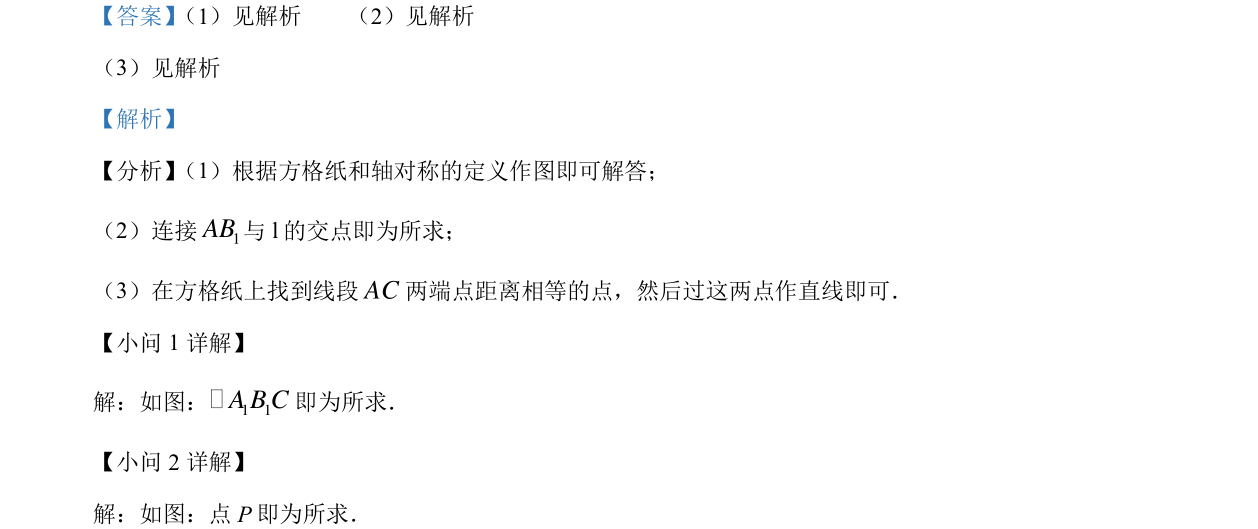 【答案】（1）见解析　　（2）见解析
（3）见解析
【解析】
【分析】（1）根据方格纸和轴对称的定义作图即可解答；
（2）连接 AB₁ 与 l 的交点即为所求；
（3）在方格纸上找到线段 AC 两端点距离相等的点，然后过这两点作直线即可．
【小问 1 详解】
解：如图：□A₁B₁C 即为所求．
【小问 2 详解】
解：如图：点 P 即为所求．